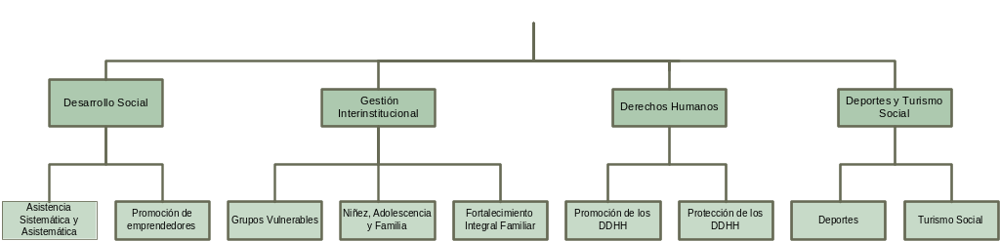 Desarrollo Social
Gestión
Interinstitucional
Derechos Humanos
Deportes y Turismo
Social
Asistencia
Sistemática y
Asistemática
Promoción de
emprendedores
Grupos Vulnerables
Niñez, Adolescencia
y Familia
Fortalecimiento
Integral Familiar
Promoción de los
DDHH
Protección de los
DDHH
Deportes
Turismo Social